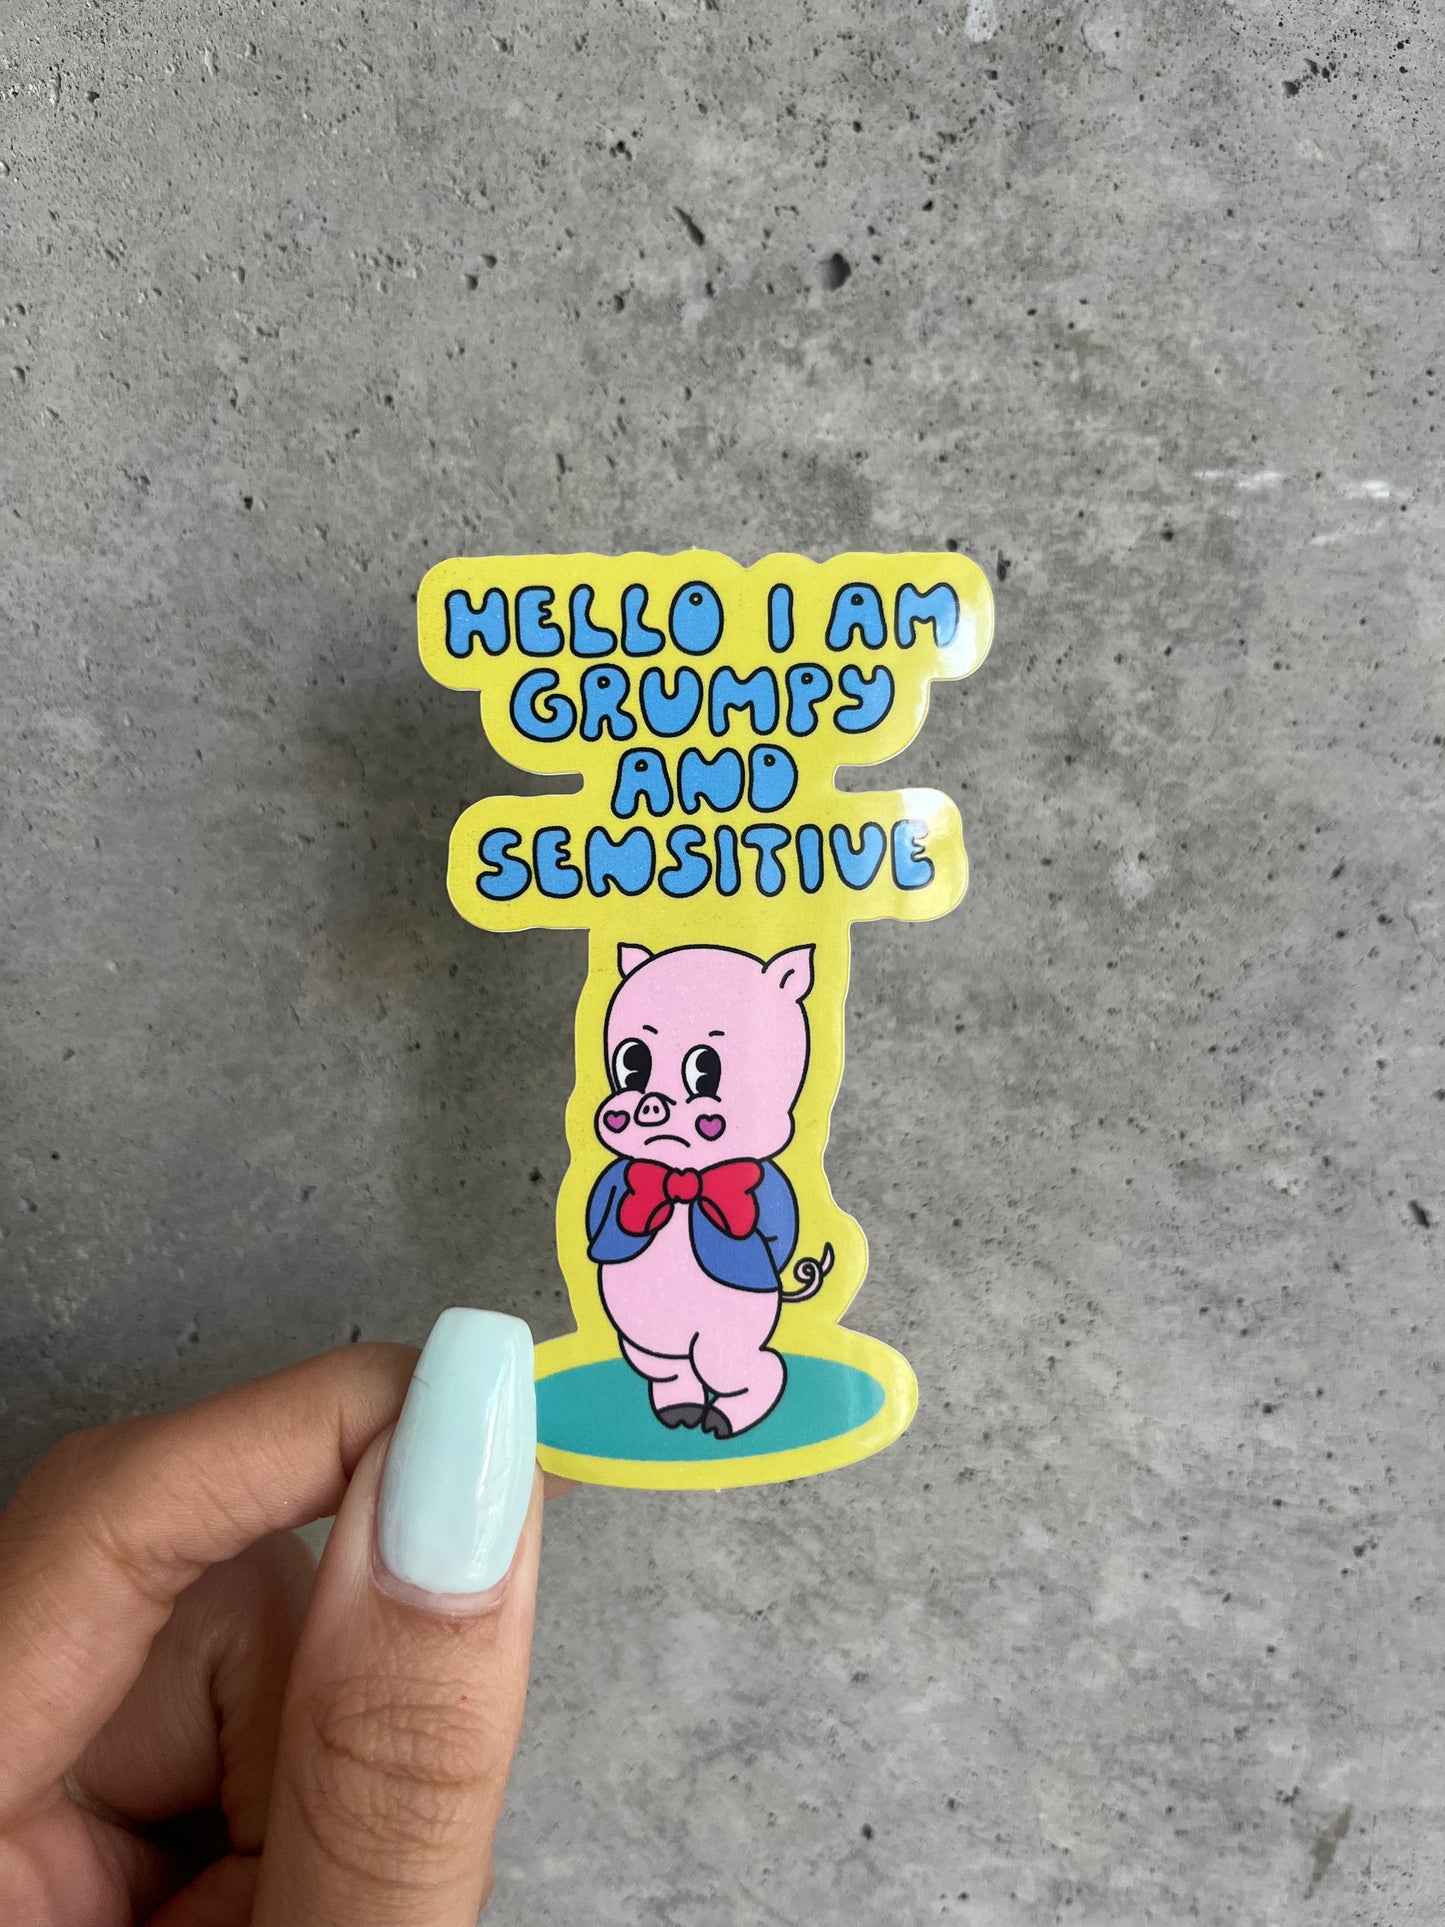 HELLO I AM
GRUMPY
AND
SENSITIVE